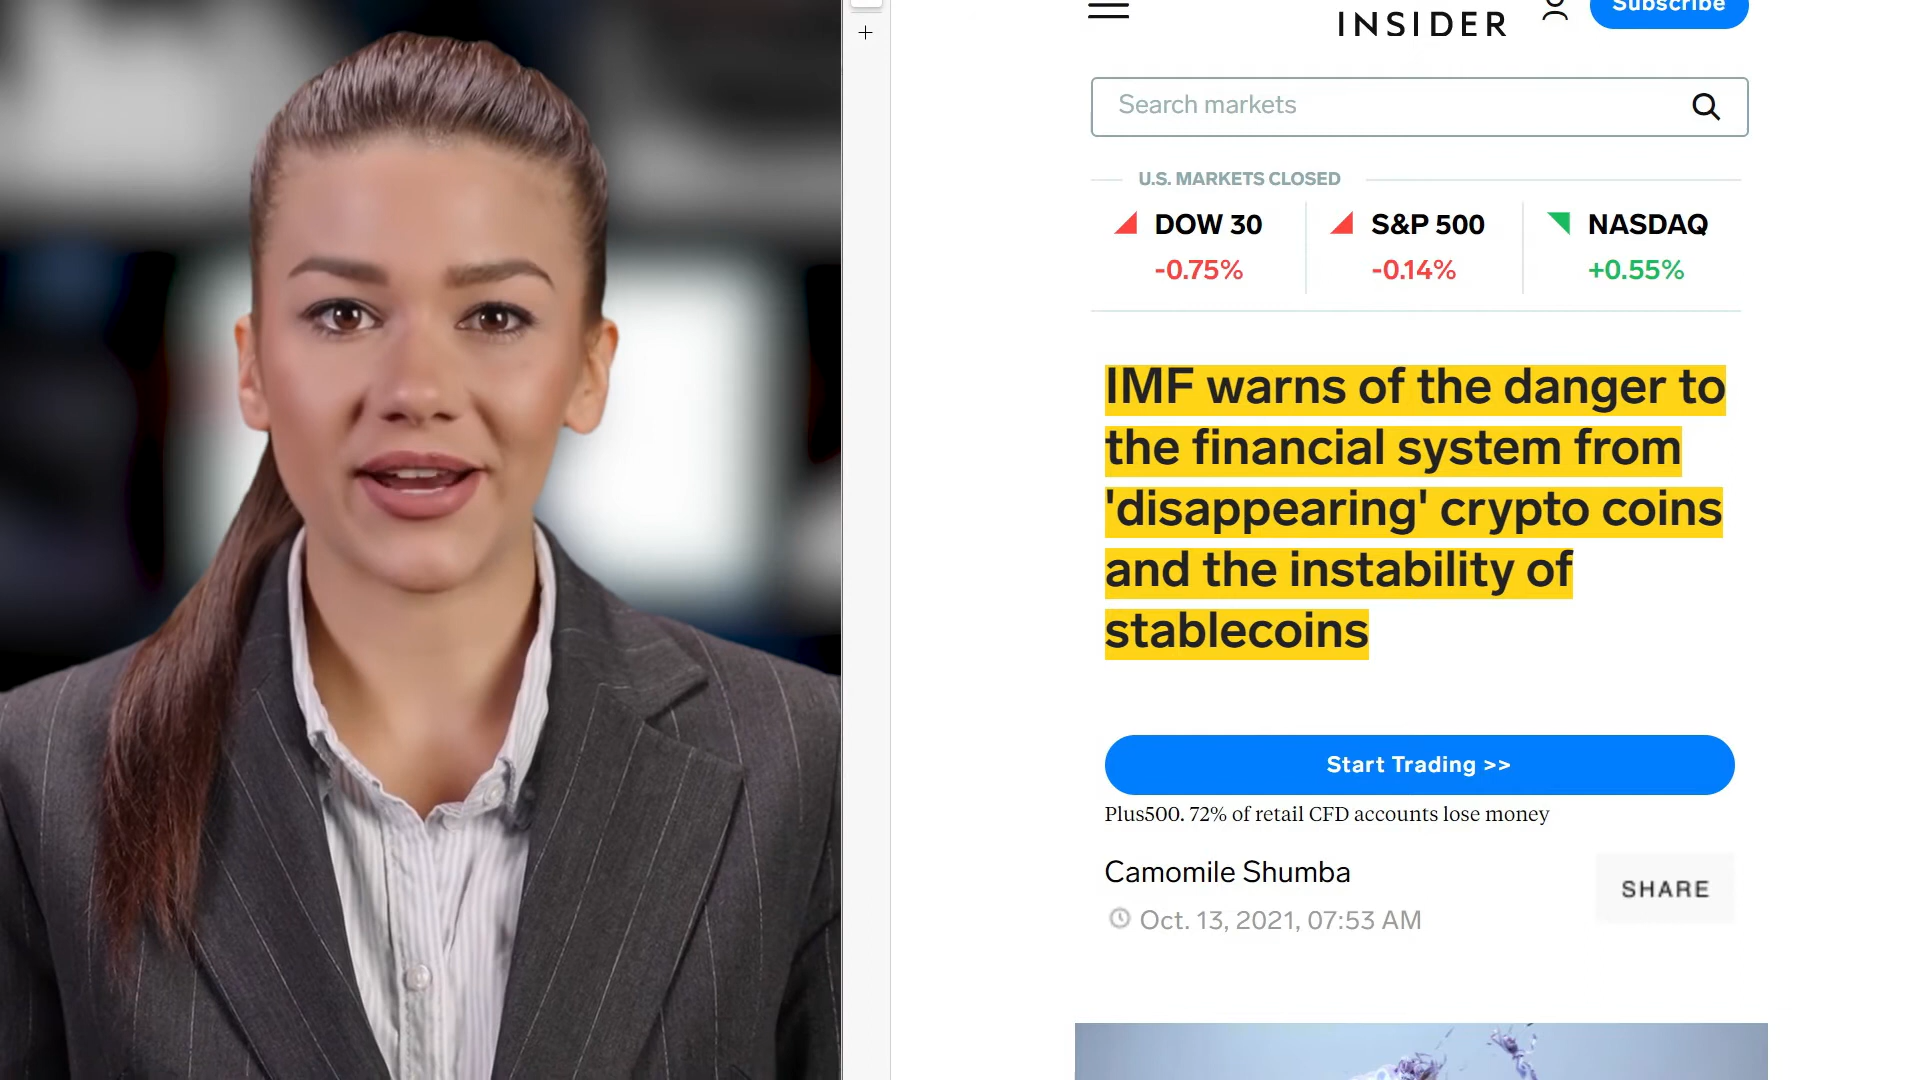 INSIDER
Subscribe
Search markets
U.S. MARKETS CLOSED
DOW 30
-0.75%
S&P 500
-0.14%
NASDAQ
+0.55%
IMF warns of the danger to
the financial system from
'disappearing' crypto coins
and the instability of
stablecoins
Start Trading >>
Plus500. 72% of retail CFD accounts lose money
Camomile Shumba
SHARE
Oct. 13, 2021, 07:53 AM